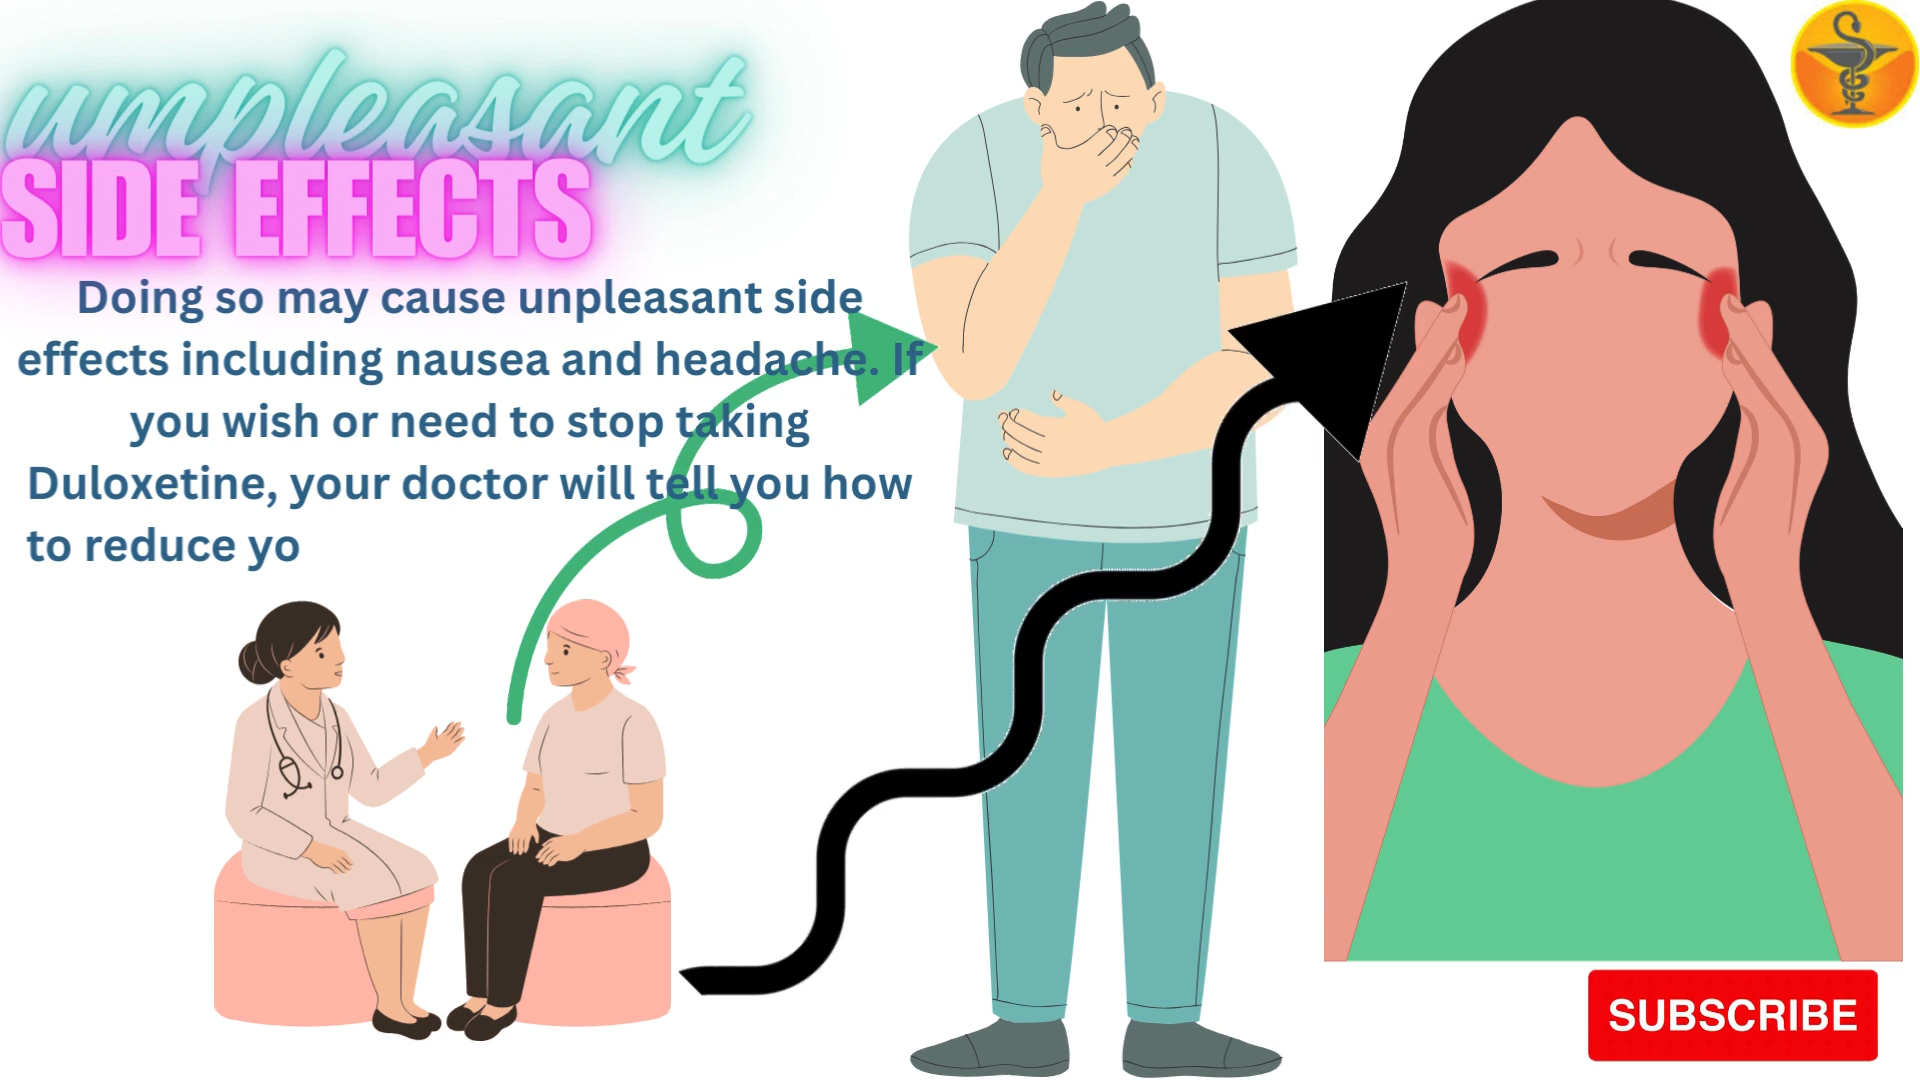 umpleasant
SIDE EFFECTS
Doing so may cause unpleasant side
effects including nausea and headache. If
you wish or need to stop taking
Duloxetine, your doctor will tell you how
to reduce yo
SUBSCRIBE